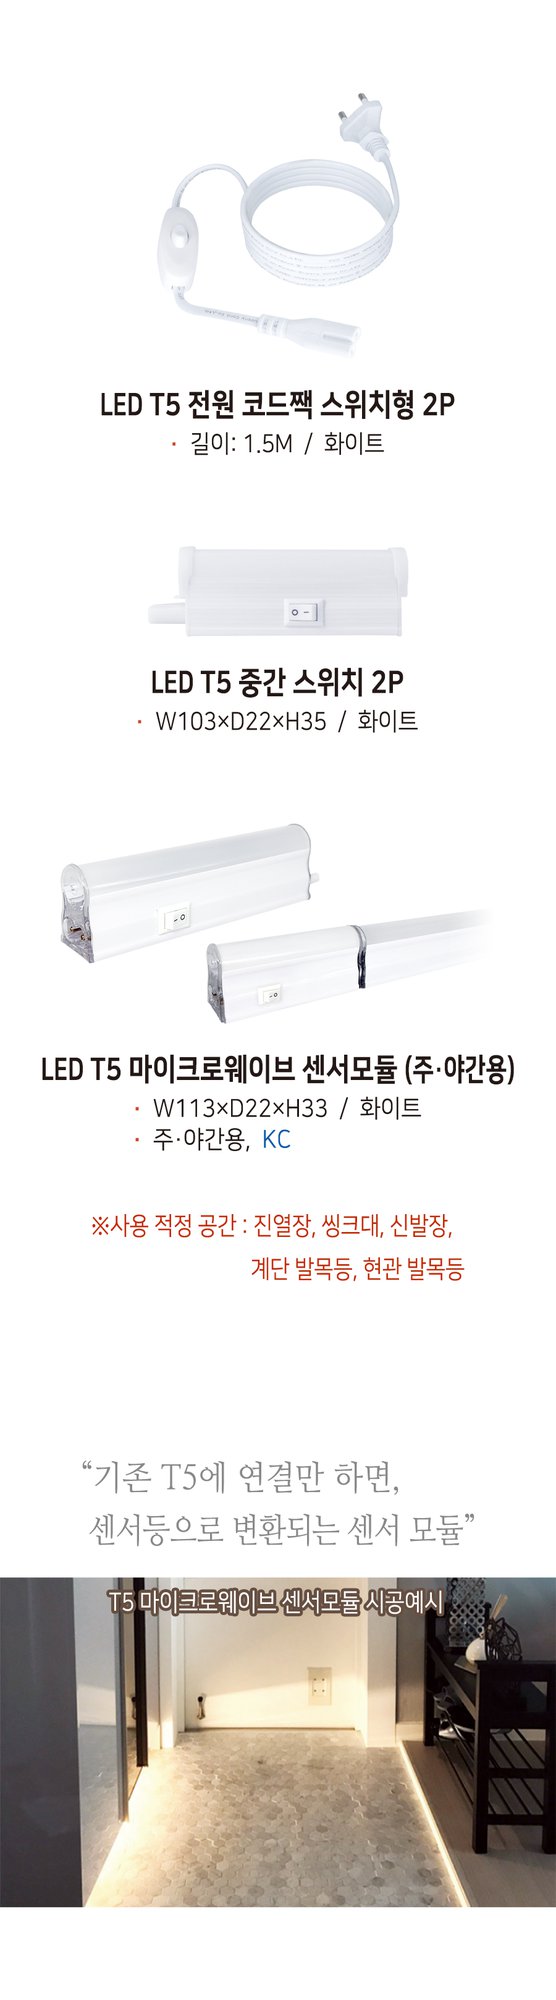 LED T5 전원 코드짹 스위치형 2P
· 길이: 1.5M / 화이트
LED T5 중간 스위치 2P
· W103×D22×H35 / 화이트
LED T5 마이크로웨이브 센서모듈 (주·야간용)
· W113×D22×H33 / 화이트
· 주·야간용, KC
※사용 적정 공간 : 진열장, 씽크대, 신발장,
계단 발목등, 현관 발목등
“기존 T5에 연결만 하면,
센서등으로 변환되는 센서 모듈”
T5 마이크로웨이브 센서모듈 시공예시